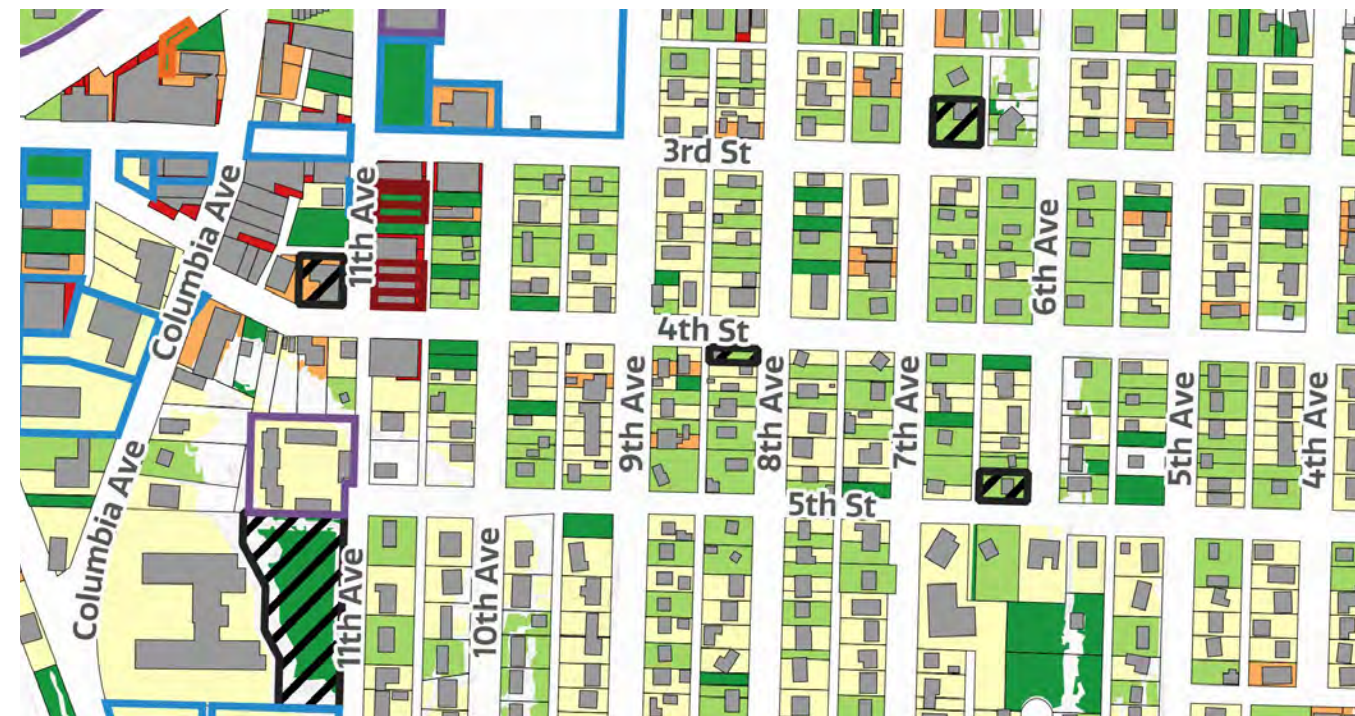 3rd St
Columbia Ave
11th Ave
6th Ave
4th St
9th Ave
8th Ave
7th Ave
5th Ave
4th Ave
Columbia Ave
5th St
11th Ave
10th Ave